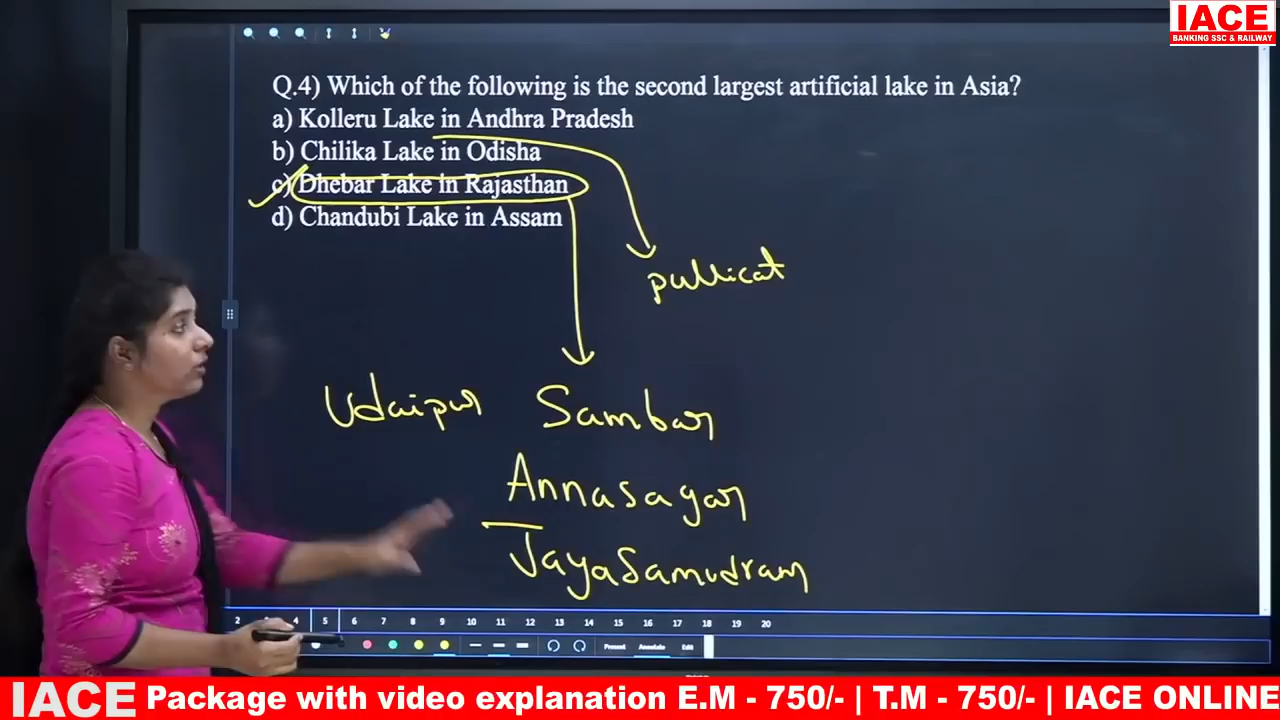 IACE
BANKING SSC & RAILWAY
Q.4) Which of the following is the second largest artificial lake in Asia?
a) Kolleru Lake in Andhra Pradesh
b) Chilika Lake in Odisha
c) Dhebar Lake in Rajasthan
d) Chandubi Lake in Assam
pullicat
Udaipur Sambar
Annasagar
JayaSamudram
2 4 5 6 7 8 9 10 11 12 13 14 15 16 17 18 19 20
Present Annotate Edit
IACE Package with video explanation E.M - 750/- | T.M - 750/- | IACE ONLINE